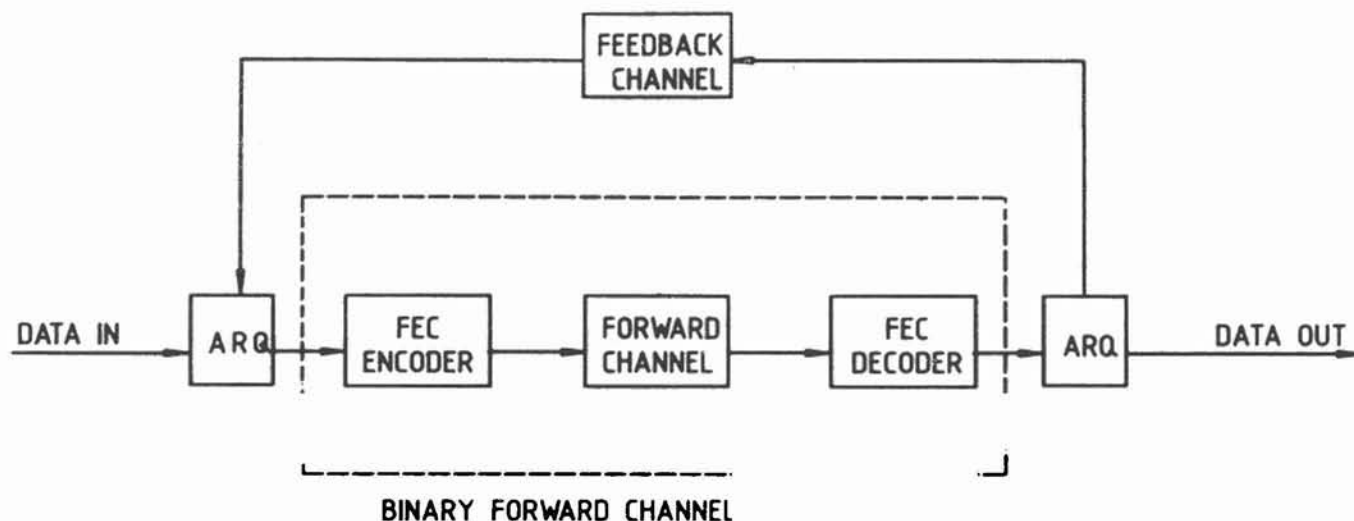 FEEDBACK
CHANNEL
DATA IN
ARQ
FEC
ENCODER
FORWARD
CHANNEL
FEC
DECODER
ARQ
DATA OUT
BINARY FORWARD CHANNEL